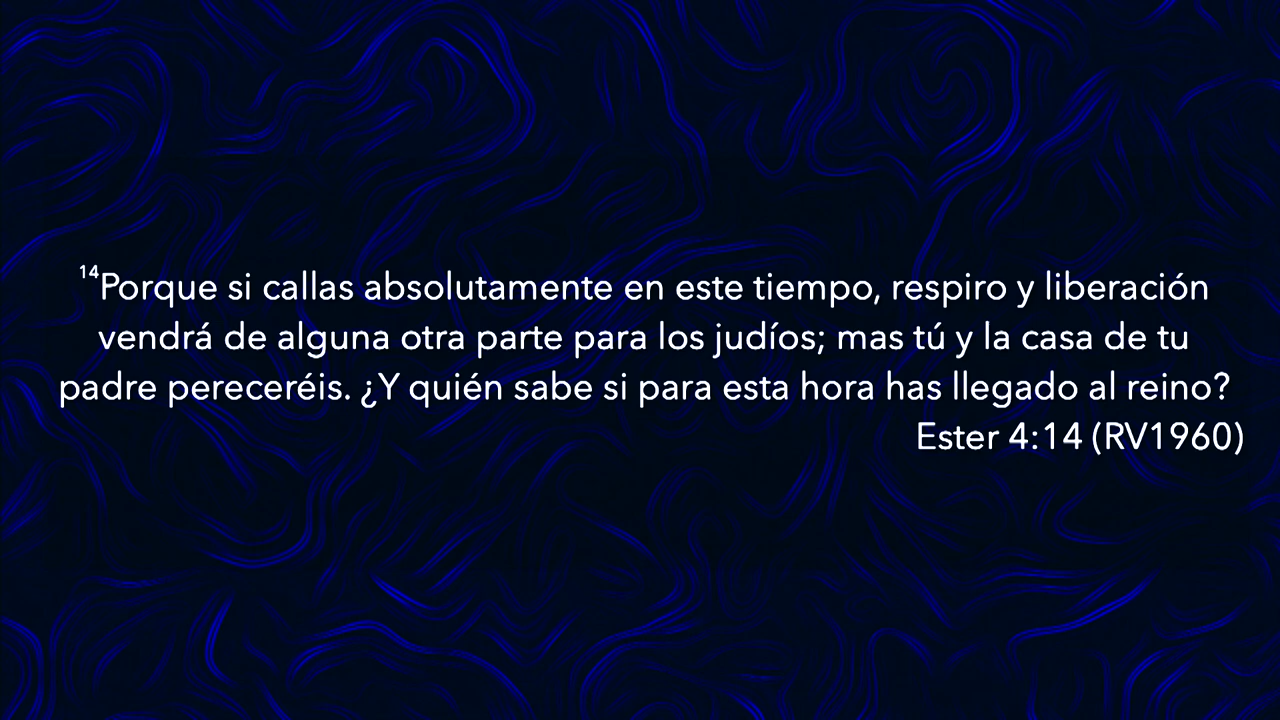 14Porque si callas absolutamente en este tiempo, respiro y liberación
vendrá de alguna otra parte para los judíos; mas tú y la casa de tu
padre pereceréis. ¿Y quién sabe si para esta hora has llegado al reino?
Ester 4:14 (RV1960)